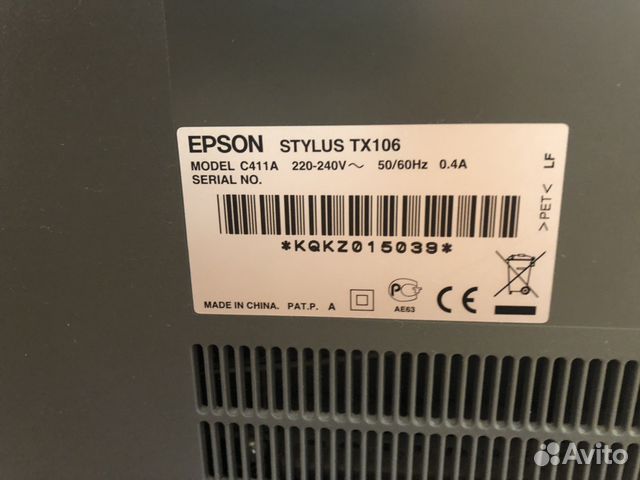 EPSON STYLUS TX106
MODEL C411A 220-240V~ 50/60Hz 0.4A
SERIAL NO.
*KQKZ015039*
MADE IN CHINA. PAT.P. A
РС
AE63
CE
>PET< LF
Avito